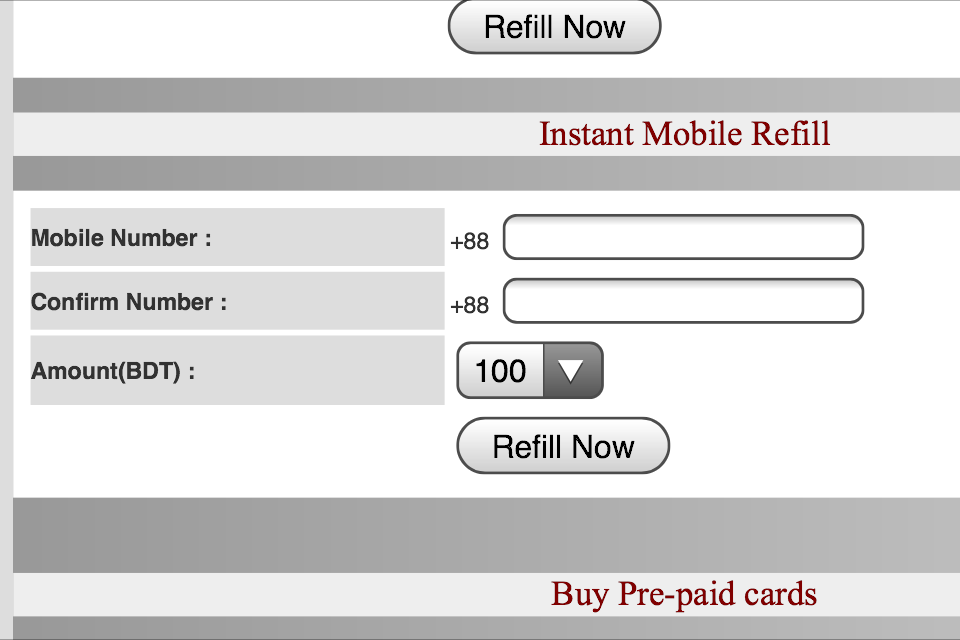 Refill Now
Instant Mobile Refill
Mobile Number : +88
Confirm Number : +88
Amount(BDT) : 100
Refill Now
Buy Pre-paid cards